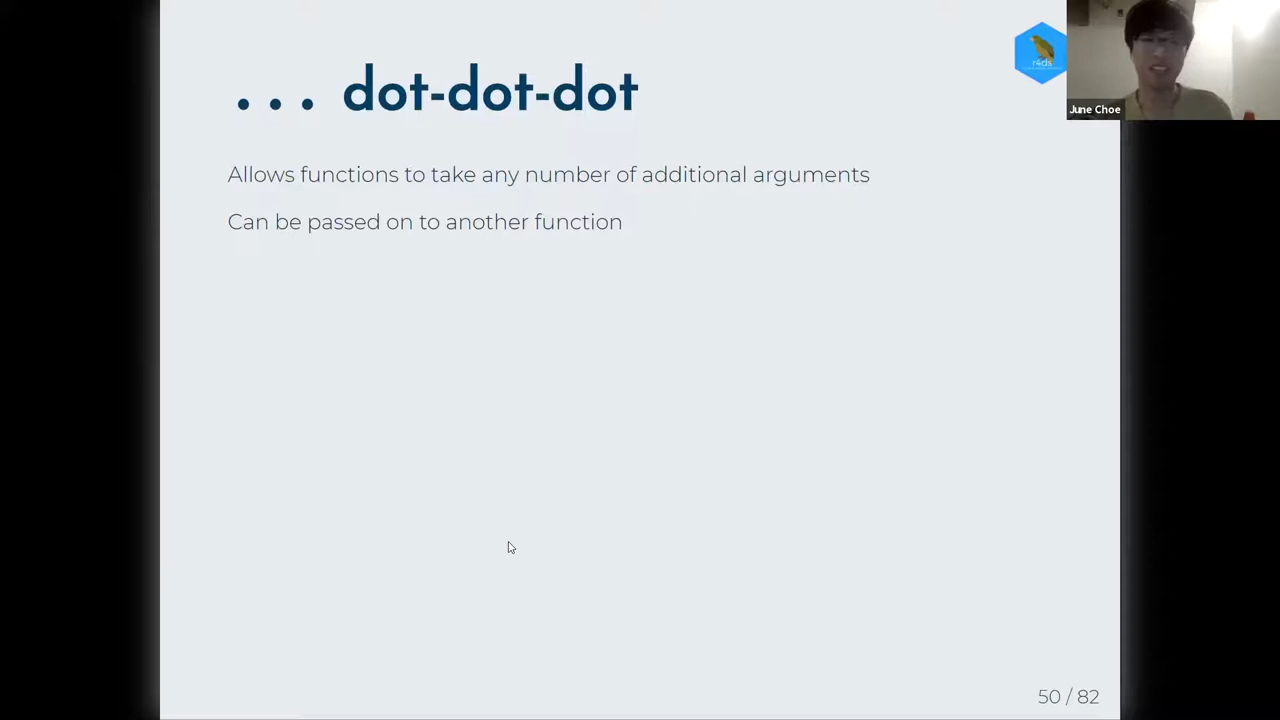 ... dot-dot-dot
r4ds
June Choe
Allows functions to take any number of additional arguments
Can be passed on to another function
50 / 82